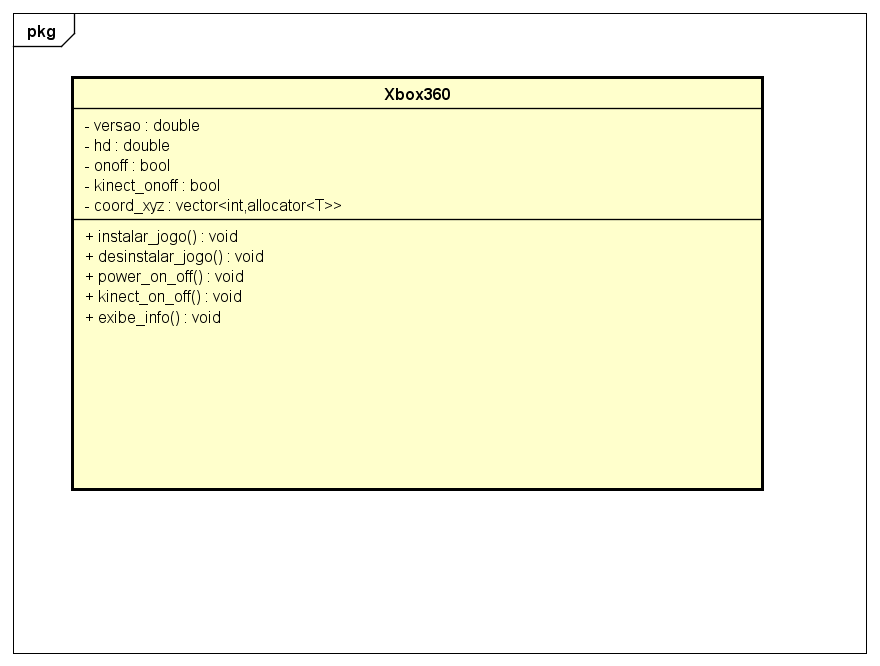 pkg
Xbox360
- versao : double
- hd : double
- onoff : bool
- kinect_onoff : bool
- coord_xyz : vector<int,allocator<T>>
+ instalar_jogo() : void
+ desinstalar_jogo() : void
+ power_on_off() : void
+ kinect_on_off() : void
+ exibe_info() : void